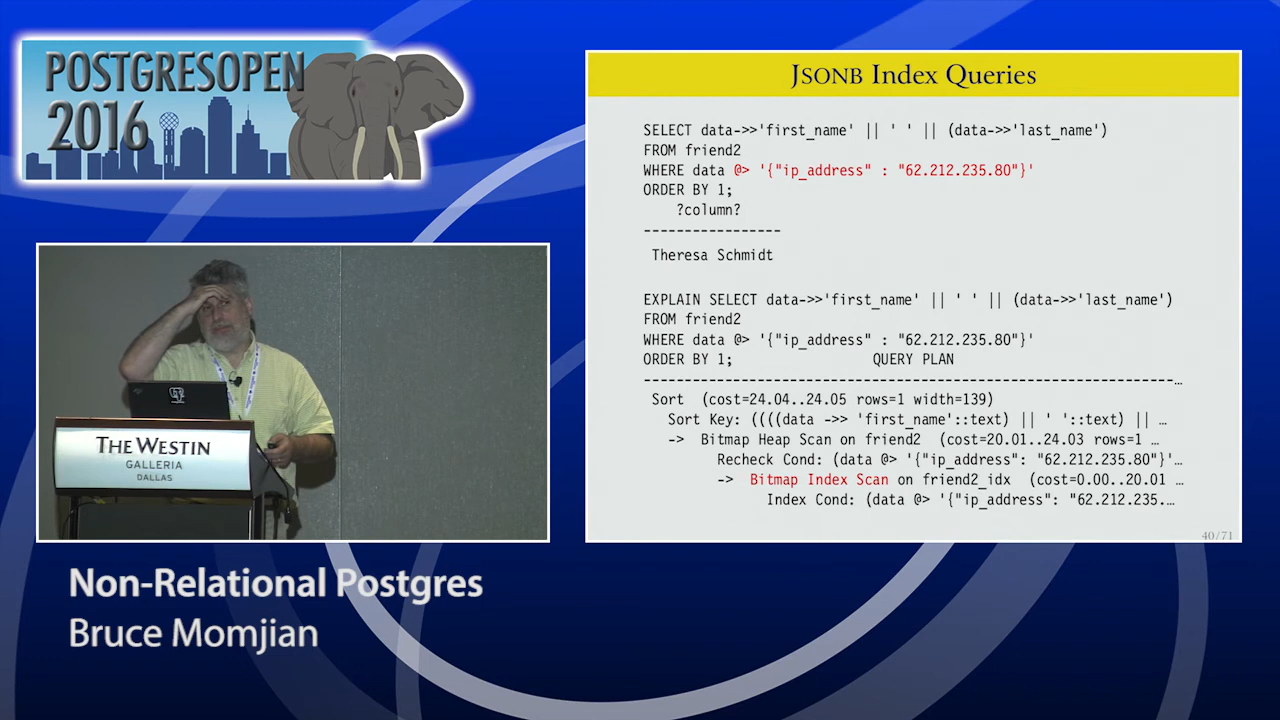 POSTGRESOPEN
2016
THE WESTIN
GALLERIA
DALLAS
Non-Relational Postgres
Bruce Momjian
JSONB Index Queries
SELECT data->>'first_name' || ' ' || (data->>'last_name')
FROM friend2
WHERE data @> '{"ip_address" : "62.212.235.80"}'
ORDER BY 1;
?column?
-----------------
Theresa Schmidt
EXPLAIN SELECT data->>'first_name' || ' ' || (data->>'last_name')
FROM friend2
WHERE data @> '{"ip_address" : "62.212.235.80"}'
ORDER BY 1; QUERY PLAN
-----------------------------------------------------------------…
Sort (cost=24.04..24.05 rows=1 width=139)
Sort Key: ((((data ->> 'first_name'::text) || ' '::text) || …
-> Bitmap Heap Scan on friend2 (cost=20.01..24.03 rows=1 …
Recheck Cond: (data @> '{"ip_address": "62.212.235.80"}'…
-> Bitmap Index Scan on friend2_idx (cost=0.00..20.01 …
Index Cond: (data @> '{"ip_address": "62.212.235.…
40/71